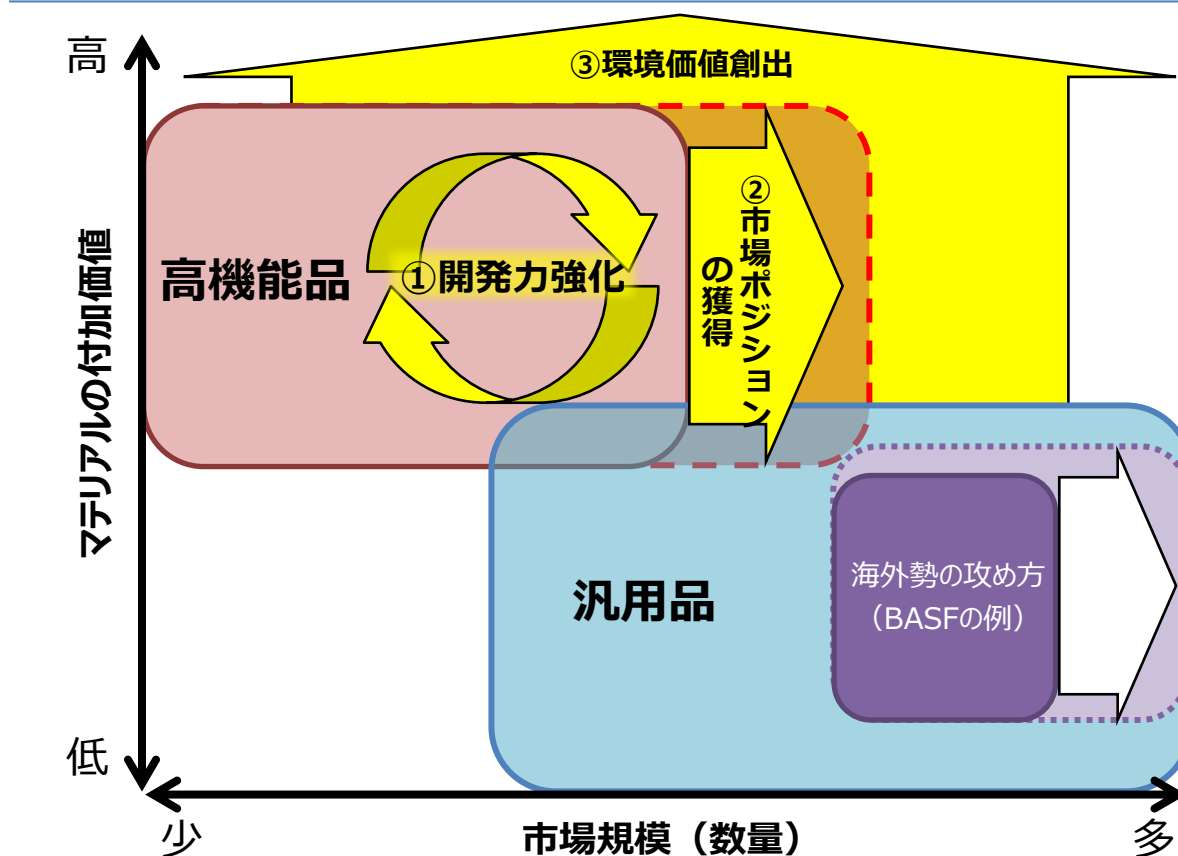 高
③環境価値創出
マテリアルの付加価値
高機能品
①開発力強化
②市場ポジション
の獲得
汎用品
海外勢の攻め方
（BASFの例）
低
少
市場規模（数量）
多